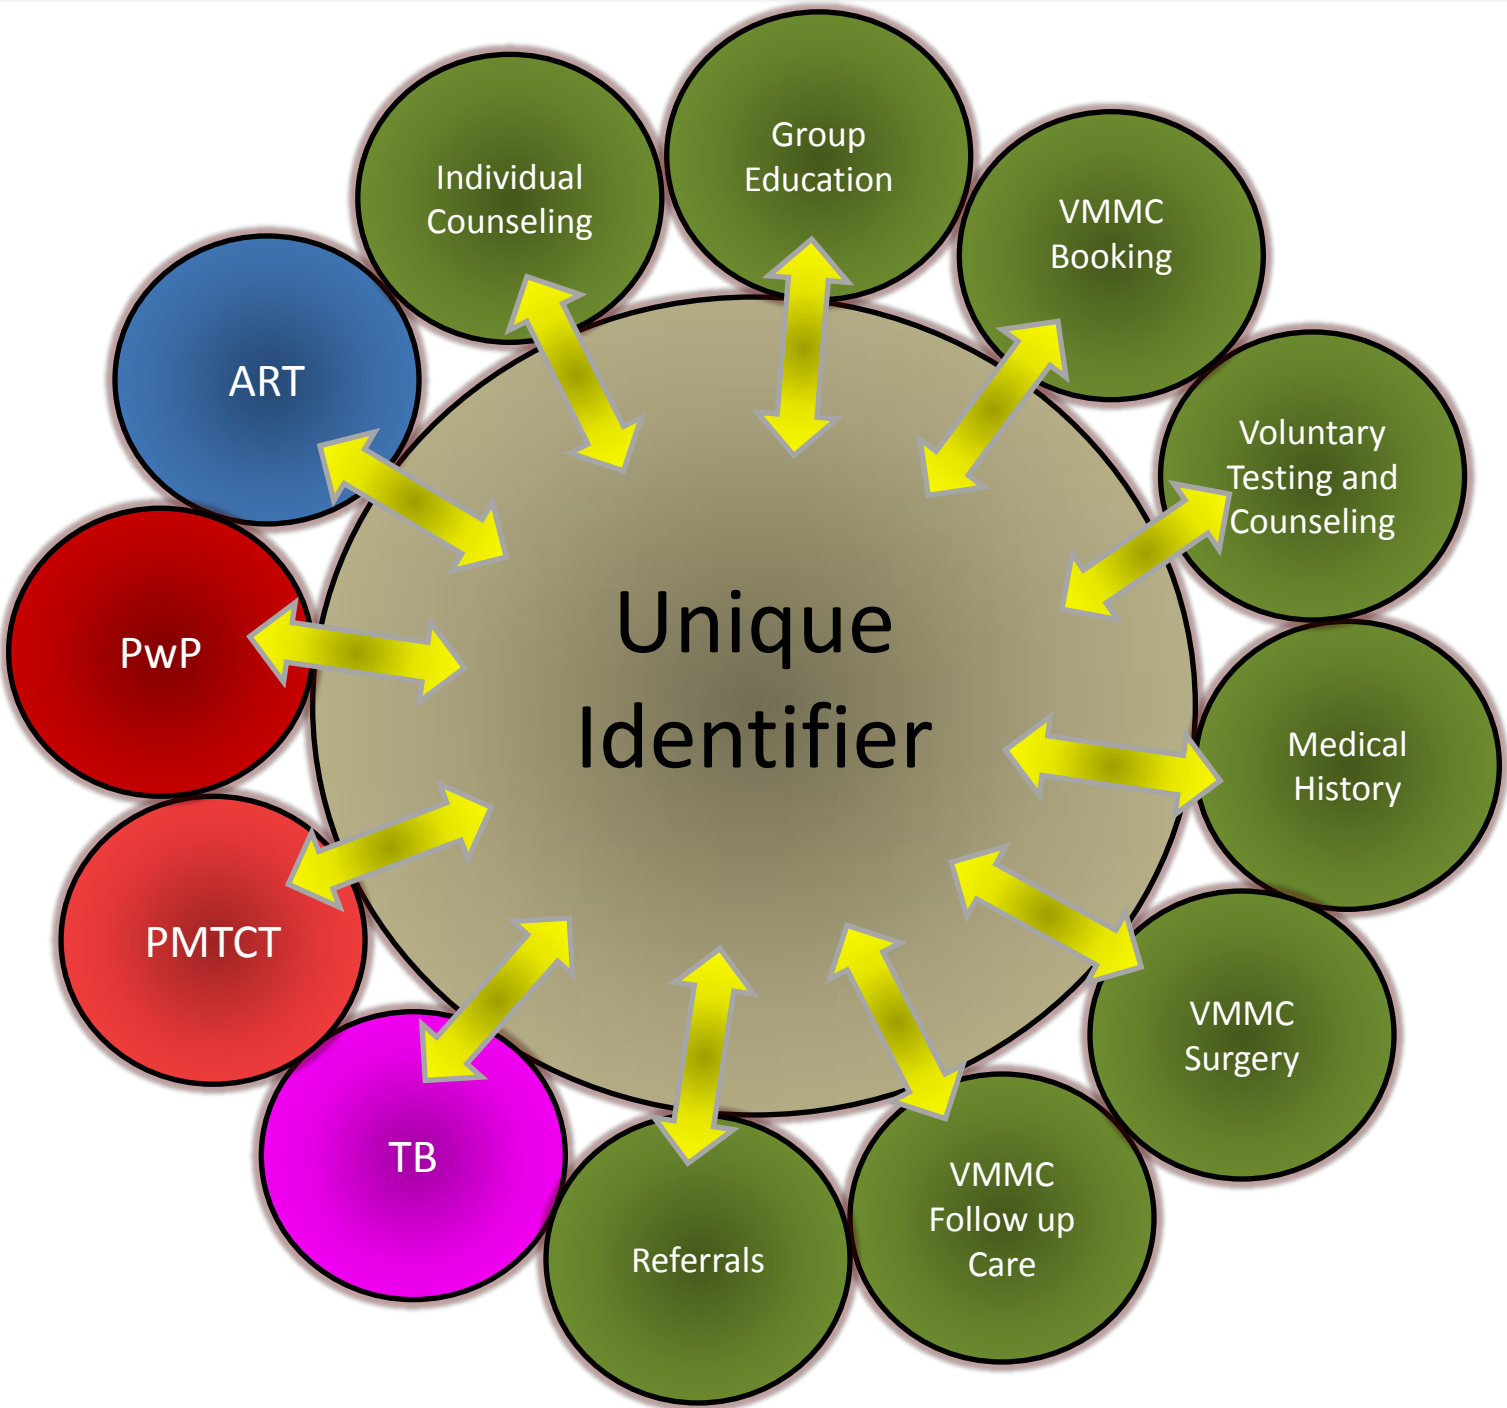 Group
Education
VMMC
Booking
Voluntary
Testing and
Counseling
Medical
History
VMMC
Surgery
VMMC
Follow up
Care
Referrals
TB
PMTCT
PwP
ART
Individual
Counseling
Unique
Identifier